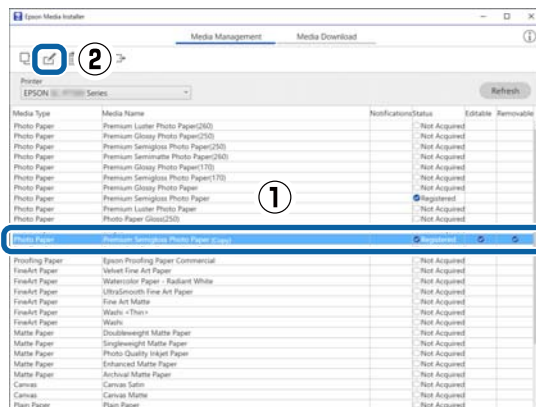 Epson Media Installer
Media Management Media Download
②
Printer
EPSON Series
Refresh
Media Type Media Name Notifications Status Editable Removable
Photo Paper Premium Luster Photo Paper(260) Not Acquired
Photo Paper Premium Glossy Photo Paper(250) Not Acquired
Photo Paper Premium Semigloss Photo Paper(250) Not Acquired
Photo Paper Premium Semimatte Photo Paper(260) Not Acquired
Photo Paper Premium Glossy Photo Paper(170) Not Acquired
Photo Paper Premium Semigloss Photo Paper(170) Not Acquired
Photo Paper Premium Glossy Photo Paper Not Acquired
Photo Paper Premium Semigloss Photo Paper Registered
Photo Paper Premium Luster Photo Paper Not Acquired
Photo Paper Photo Paper Gloss(250) Not Acquired
①
Photo Paper Premium Semigloss Photo Paper (Copy) Registered
Proofing Paper Epson Proofing Paper Commercial Not Acquired
FineArt Paper Velvet Fine Art Paper Not Acquired
FineArt Paper Watercolor Paper - Radiant White Not Acquired
FineArt Paper UltraSmooth Fine Art Paper Not Acquired
FineArt Paper Fine Art Matte Not Acquired
FineArt Paper Washi <Thin> Not Acquired
FineArt Paper Washi Not Acquired
Matte Paper Doubleweight Matte Paper Not Acquired
Matte Paper Singleweight Matte Paper Not Acquired
Matte Paper Photo Quality Inkjet Paper Not Acquired
Matte Paper Enhanced Matte Paper Not Acquired
Matte Paper Archival Matte Paper Not Acquired
Canvas Canvas Satin Not Acquired
Canvas Canvas Matte Not Acquired
Plain Paper Plain Paper Not Acquired